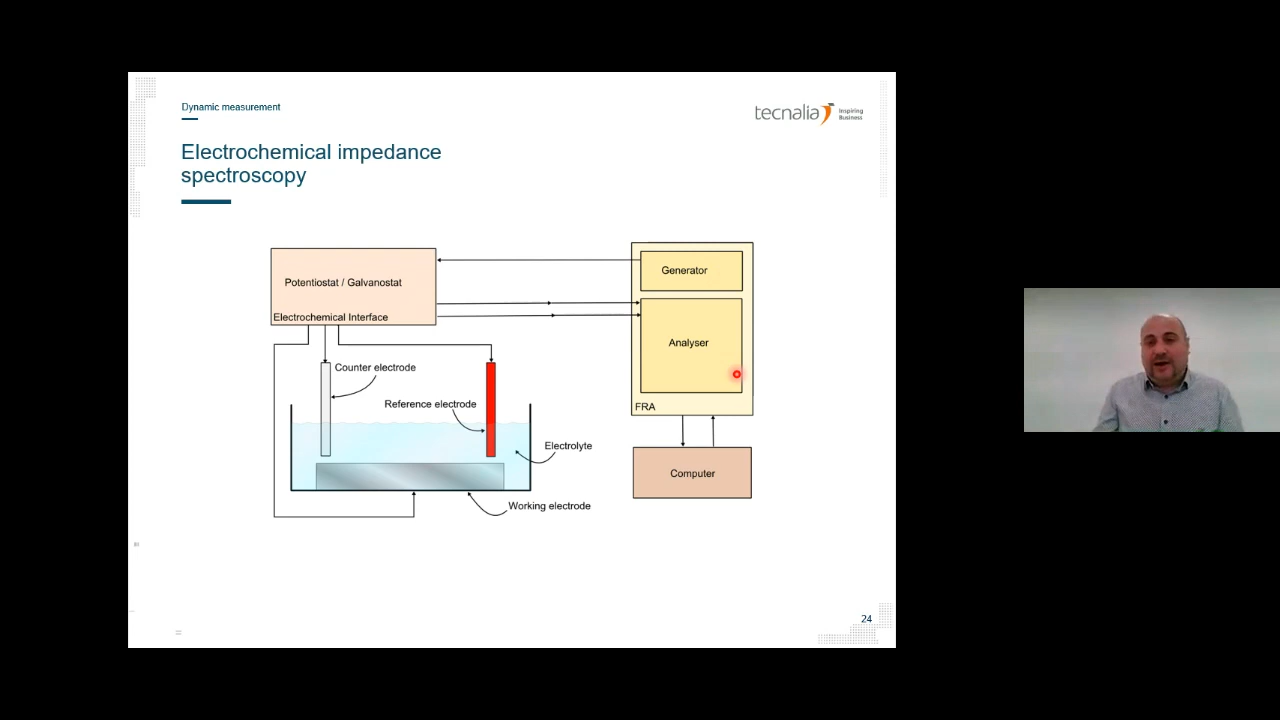 Dynamic measurement
tecnalia
Inspiring
Business
Electrochemical impedance
spectroscopy
Potentiostat / Galvanostat
Electrochemical Interface
Generator
Analyser
FRA
Counter electrode
Reference electrode
Electrolyte
Working electrode
Computer
24